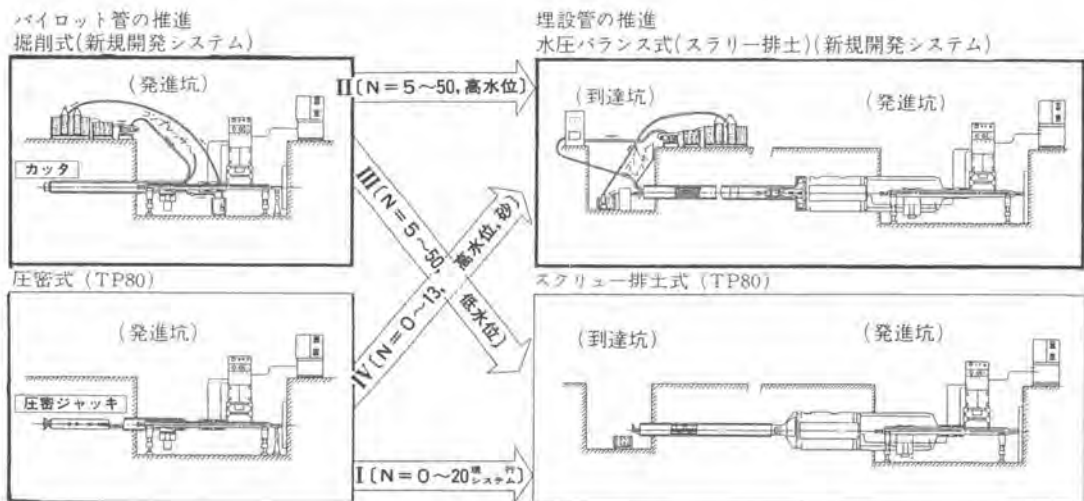 パイロット管の推進
掘削式(新規開発システム)
(発進坑)
コンプレッサー
カッタ
II〔N=5〜50,高水位〕
III〔N=5〜50,低水位〕
IV〔N=0〜13,高水位,砂〕
埋設管の推進
水圧バランス式(スラリー排土)(新規開発システム)
(到達坑)
(発進坑)
圧密式(TP80)
(発進坑)
圧密ジャッキ
I〔N=0〜20現行システム〕
スクリュー排土式(TP80)
(到達坑)
(発進坑)